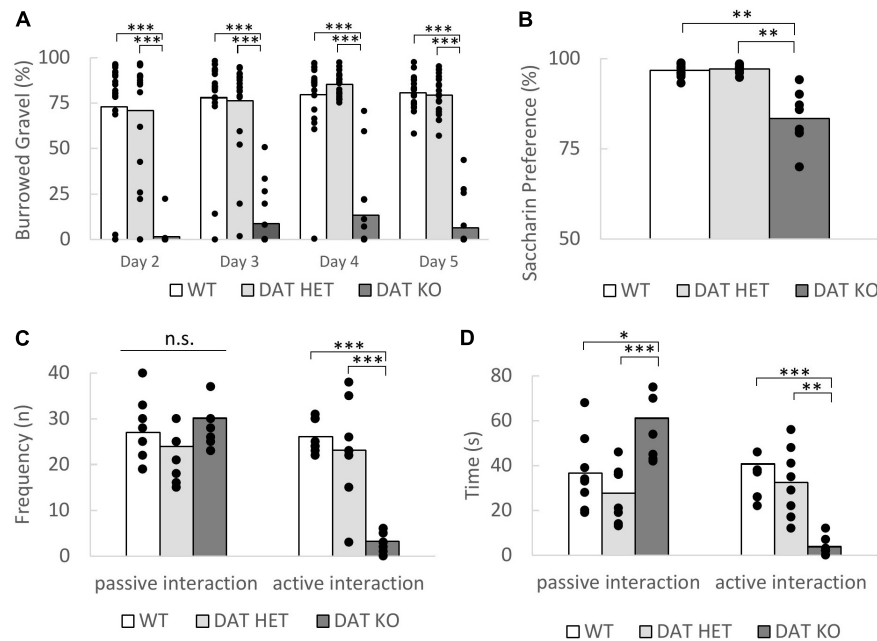 A
*** *** *** ***
*** *** *** ***
Burrowed Gravel (%)
100
75
50
25
0
Day 2 Day 3 Day 4 Day 5
WT DAT HET DAT KO
B
**
**
Saccharin Preference (%)
100
75
50
WT DAT HET DAT KO
C
n.s. ***
***
Frequency (n)
40
30
20
10
0
passive interaction active interaction
WT DAT HET DAT KO
D
* ***
*** **
Time (s)
80
60
40
20
0
passive interaction active interaction
WT DAT HET DAT KO